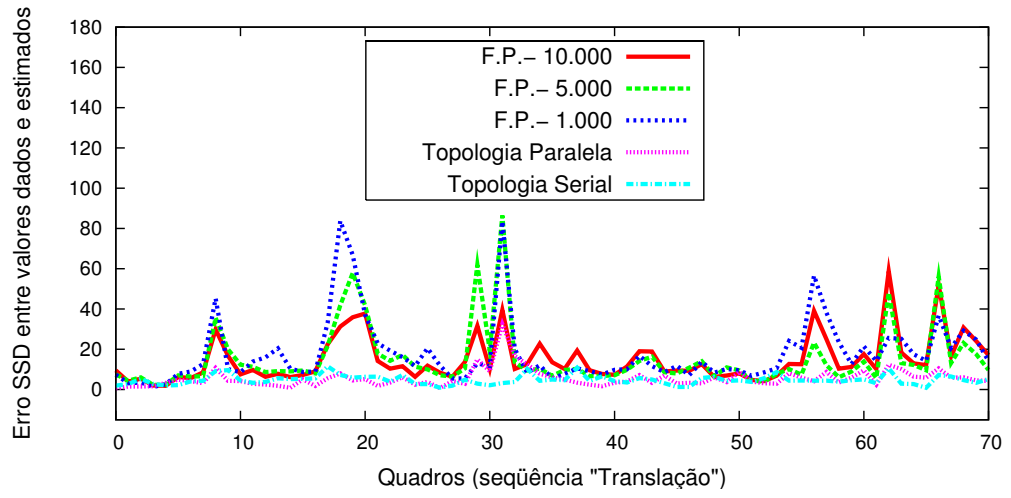 Erro SSD entre valores dados e estimados
180
160
140
120
100
80
60
40
20
0
F.P.− 10.000
F.P.− 5.000
F.P.− 1.000
Topologia Paralela
Topologia Serial
0 10 20 30 40 50 60 70
Quadros (seqüência "Translação")